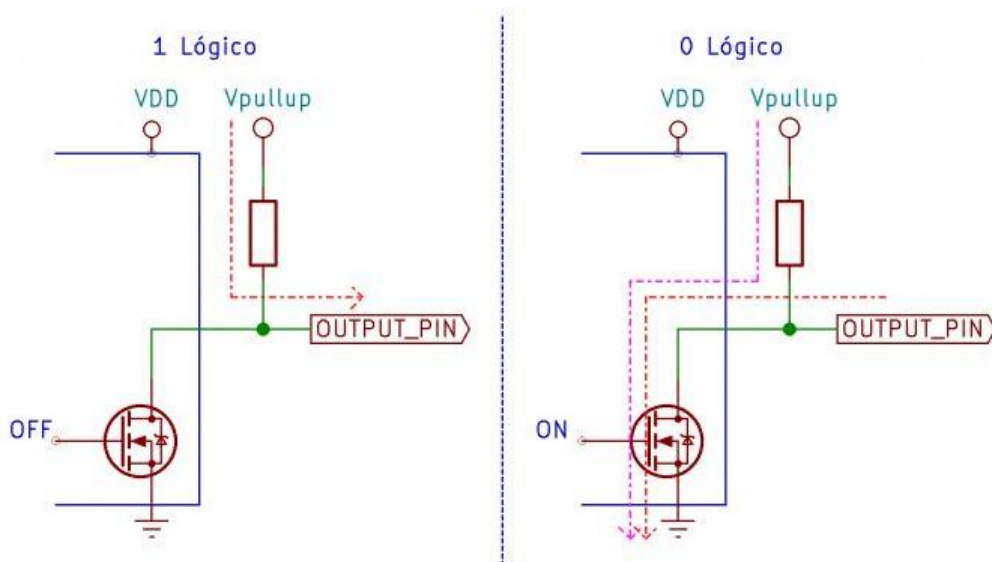 1 Lógico
VDD
Vpullup
OUTPUT_PIN
OFF
0 Lógico
VDD
Vpullup
OUTPUT_PIN
ON